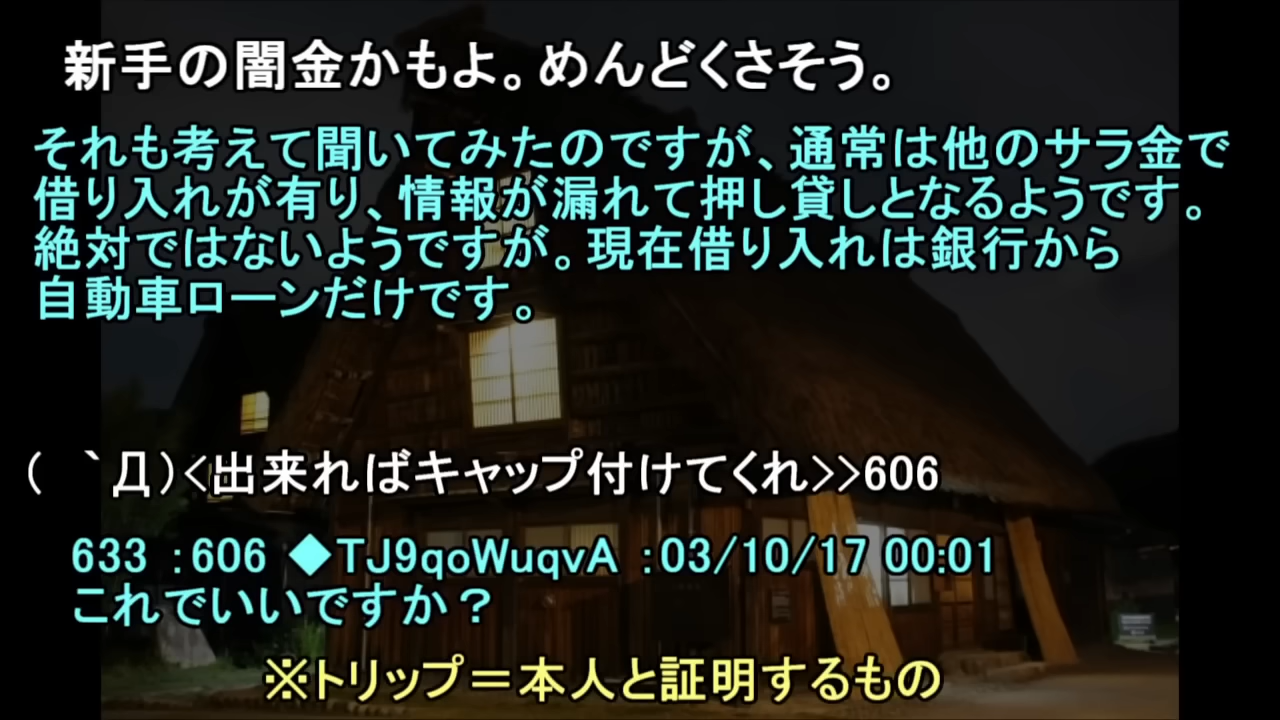 新手の闇金かもよ。めんどくさそう。
それも考えて聞いてみたのですが、通常は他のサラ金で
借り入れが有り、情報が漏れて押し貸しとなるようです。
絶対ではないようですが。現在借り入れは銀行から
自動車ローンだけです。
(　｀Д)<出来ればキャップ付けてくれ>>606
633 :606 ◆TJ9qoWuqvA :03/10/17 00:01
これでいいですか？
※トリップ＝本人と証明するもの